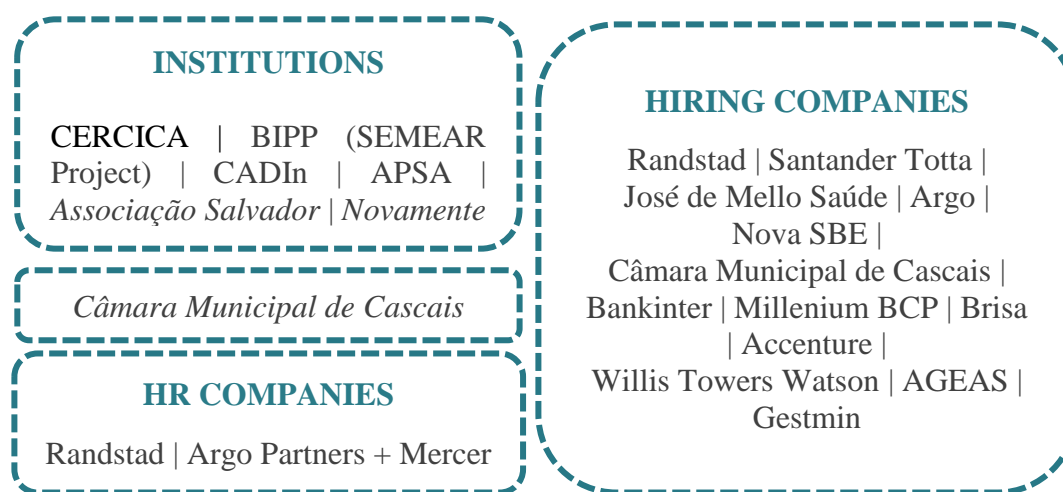 INSTITUTIONS
CERCICA | BIPP (SEMEAR
Project) | CADIn | APSA |
Associação Salvador | Novamente
Câmara Municipal de Cascais
HR COMPANIES
Randstad | Argo Partners + Mercer
HIRING COMPANIES
Randstad | Santander Totta |
José de Mello Saúde | Argo |
Nova SBE |
Câmara Municipal de Cascais |
Bankinter | Millenium BCP | Brisa
| Accenture |
Willis Towers Watson | AGEAS |
Gestmin